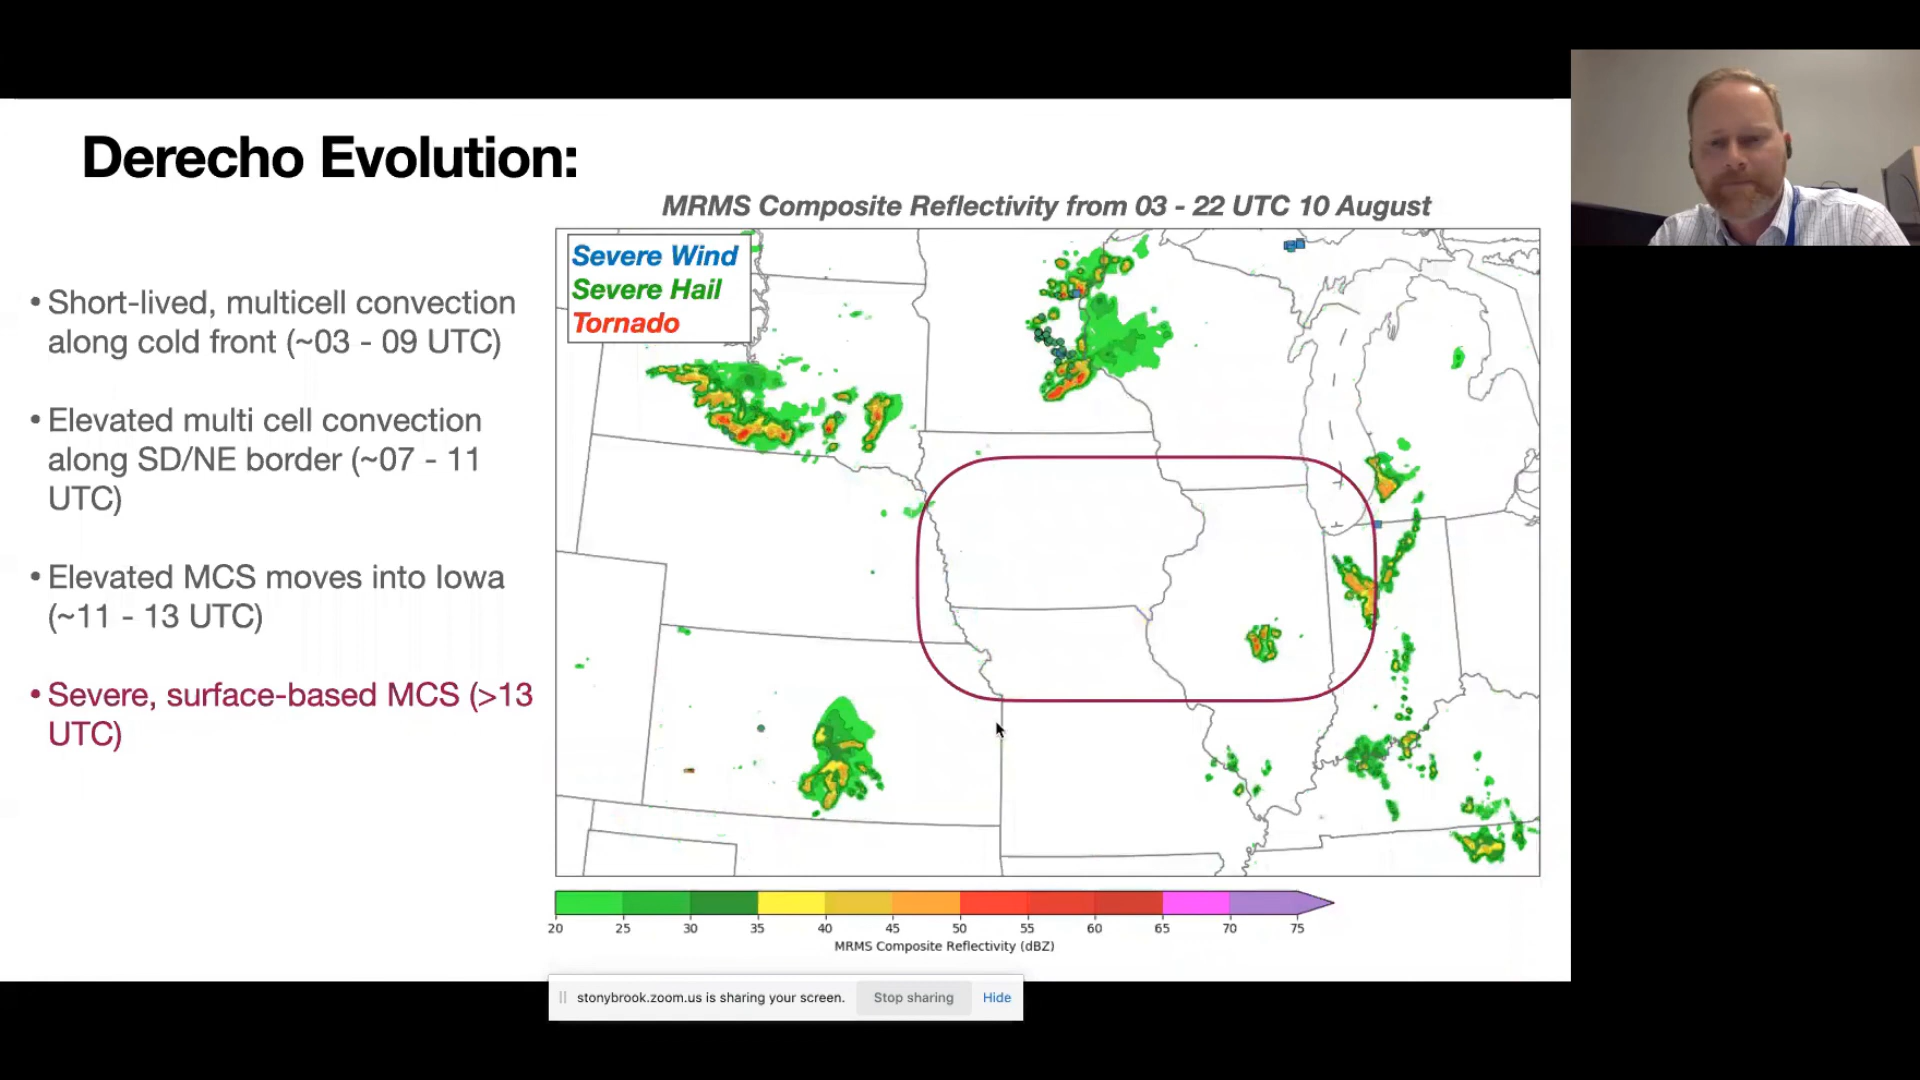 Derecho Evolution:
MRMS Composite Reflectivity from 03 - 22 UTC 10 August
Severe Wind
Severe Hail
Tornado
• Short-lived, multicell convection
along cold front (~03 - 09 UTC)
• Elevated multi cell convection
along SD/NE border (~07 - 11
UTC)
• Elevated MCS moves into Iowa
(~11 - 13 UTC)
• Severe, surface-based MCS (>13
UTC)
20 25 30 35 40 45 50 55 60 65 70 75
MRMS Composite Reflectivity (dBZ)
stonybrook.zoom.us is sharing your screen. Stop sharing Hide